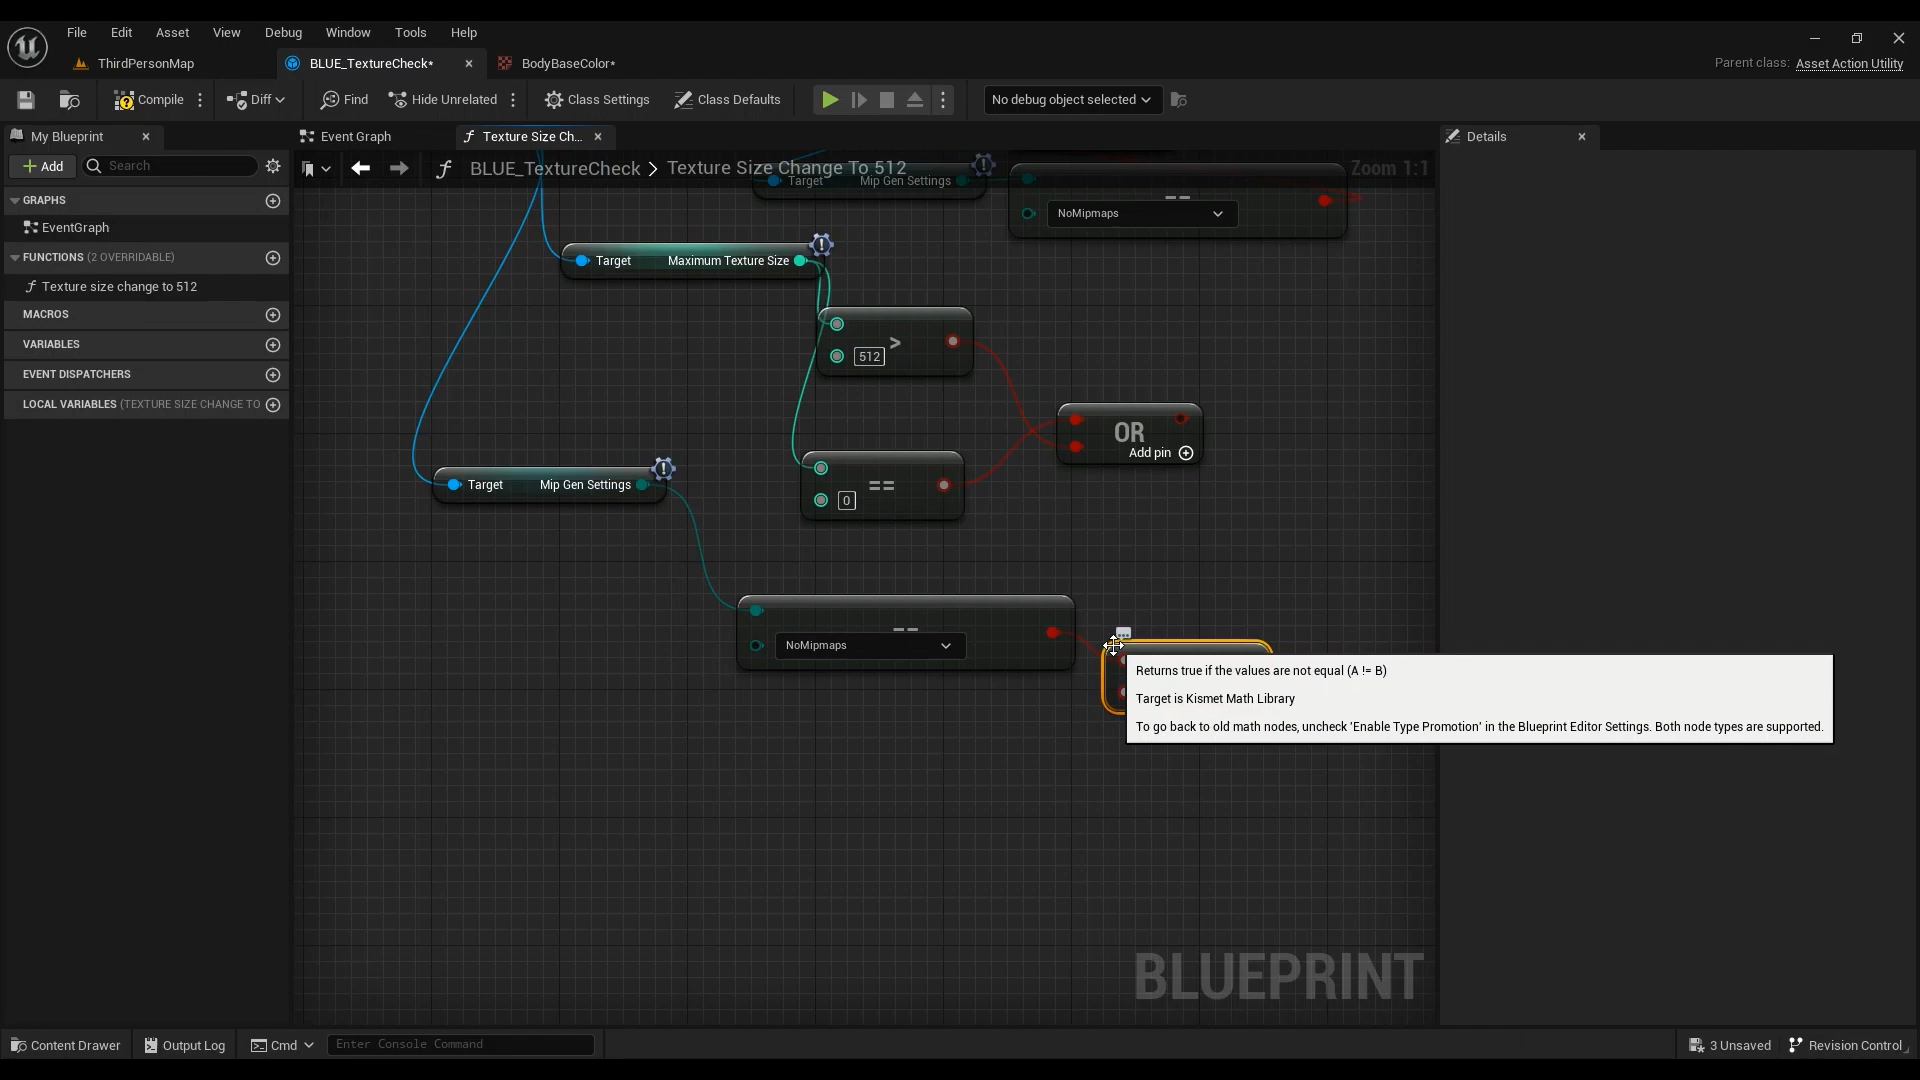 File Edit Asset View Debug Window Tools Help
ThirdPersonMap
BLUE_TextureCheck*
BodyBaseColor*
Parent class: Asset Action Utility
Compile
Diff
Find
Hide Unrelated
Class Settings
Class Defaults
No debug object selected
My Blueprint
Event Graph
Texture Size Ch...
Details
Add
Search
BLUE_TextureCheck > Texture Size Change To 512
Zoom 1:1
GRAPHS
EventGraph
FUNCTIONS (2 OVERRIDABLE)
Texture size change to 512
MACROS
VARIABLES
EVENT DISPATCHERS
LOCAL VARIABLES (TEXTURE SIZE CHANGE TO
Target Mip Gen Settings
==
NoMipmaps
Target Maximum Texture Size
>
512
OR
Add pin
Target Mip Gen Settings
==
0
==
NoMipmaps
Returns true if the values are not equal (A != B)
Target is Kismet Math Library
To go back to old math nodes, uncheck 'Enable Type Promotion' in the Blueprint Editor Settings. Both node types are supported.
BLUEPRINT
Content Drawer
Output Log
Cmd
Enter Console Command
3 Unsaved
Revision Control